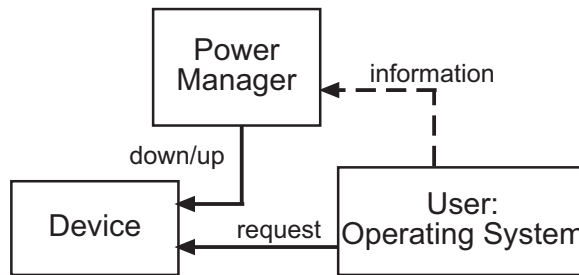 Power
Manager
information
down/up
Device
request
User:
Operating System